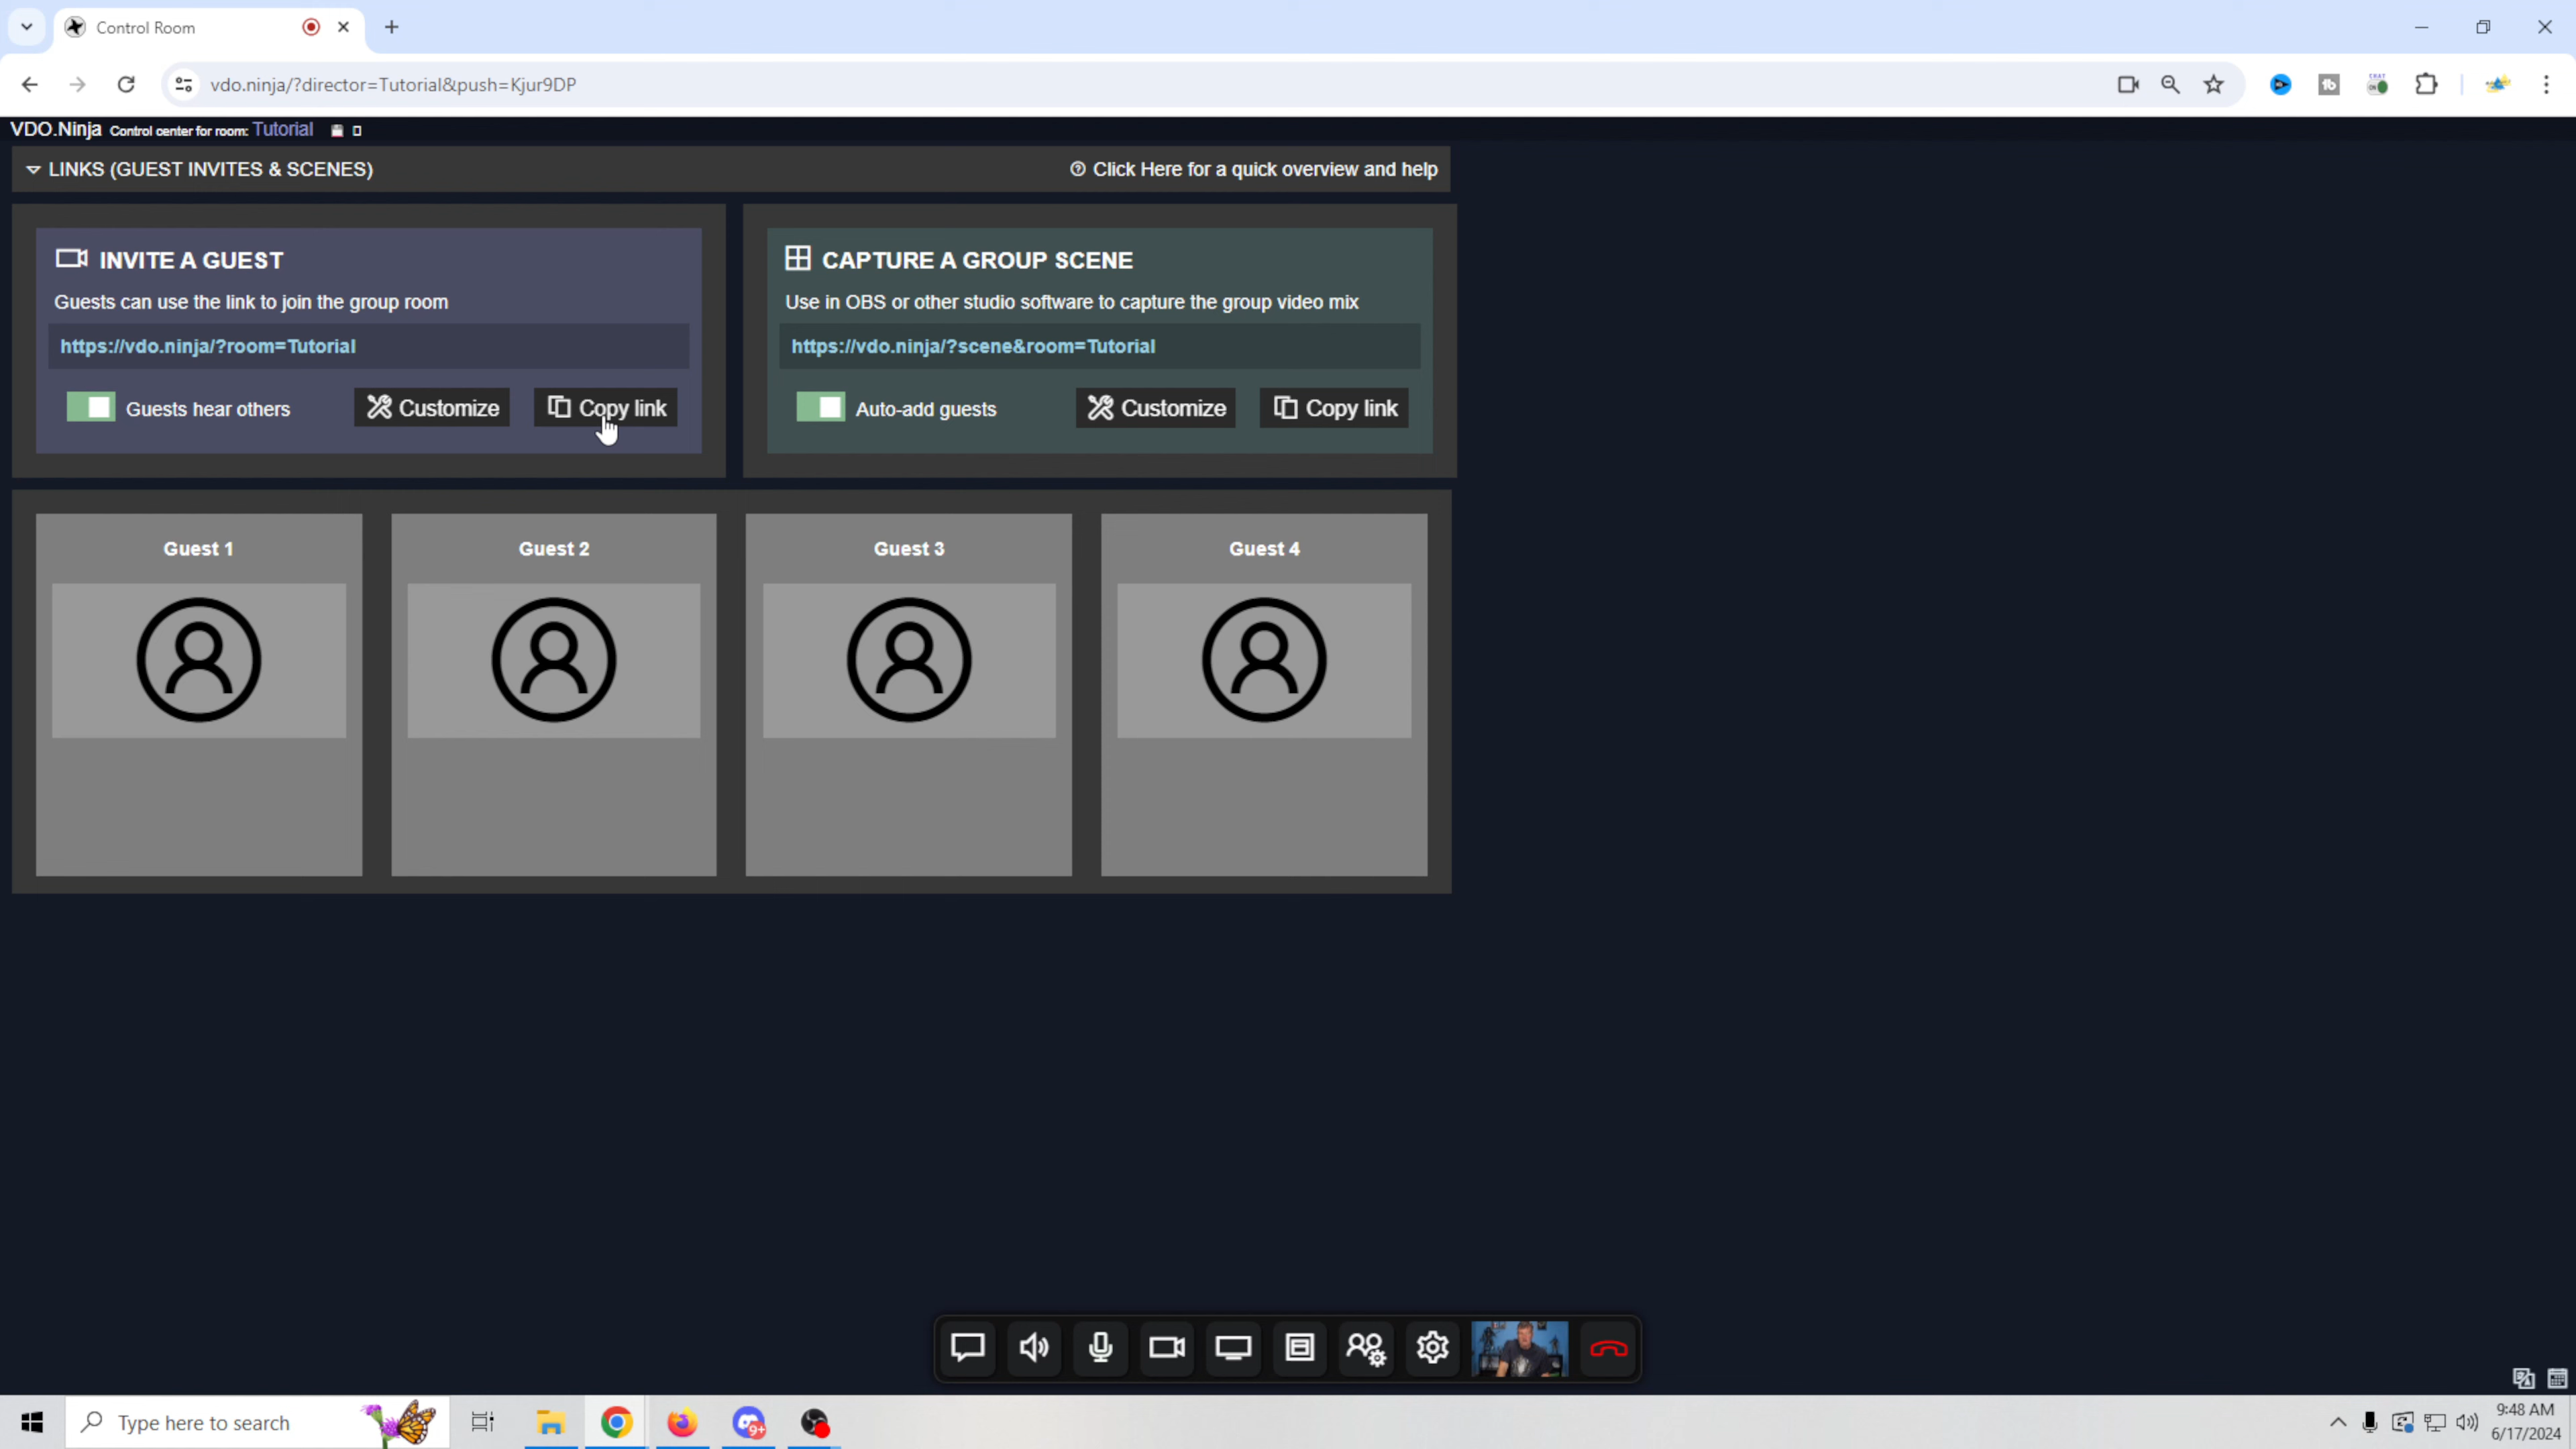 Control Room
vdo.ninja/?director=Tutorial&push=Kjur9DP
VDO.Ninja Control center for room: Tutorial
LINKS (GUEST INVITES & SCENES)
Click Here for a quick overview and help
INVITE A GUEST
Guests can use the link to join the group room
https://vdo.ninja/?room=Tutorial
Guests hear others
Customize
Copy link
CAPTURE A GROUP SCENE
Use in OBS or other studio software to capture the group video mix
https://vdo.ninja/?scene&room=Tutorial
Auto-add guests
Customize
Copy link
Guest 1
Guest 2
Guest 3
Guest 4
Type here to search
9+
9:48 AM
6/17/2024